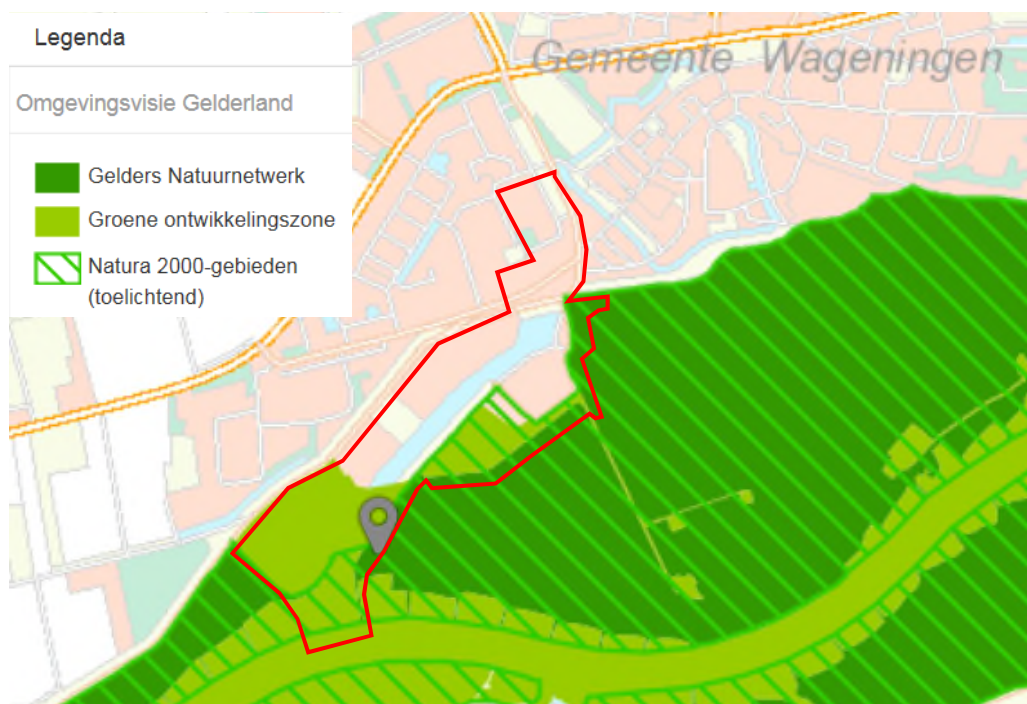 Legenda
Omgevingsvisie Gelderland
Gelders Natuurnetwerk
Groene ontwikkelingszone
Natura 2000-gebieden
(toelichtend)
Gemeente Wageningen